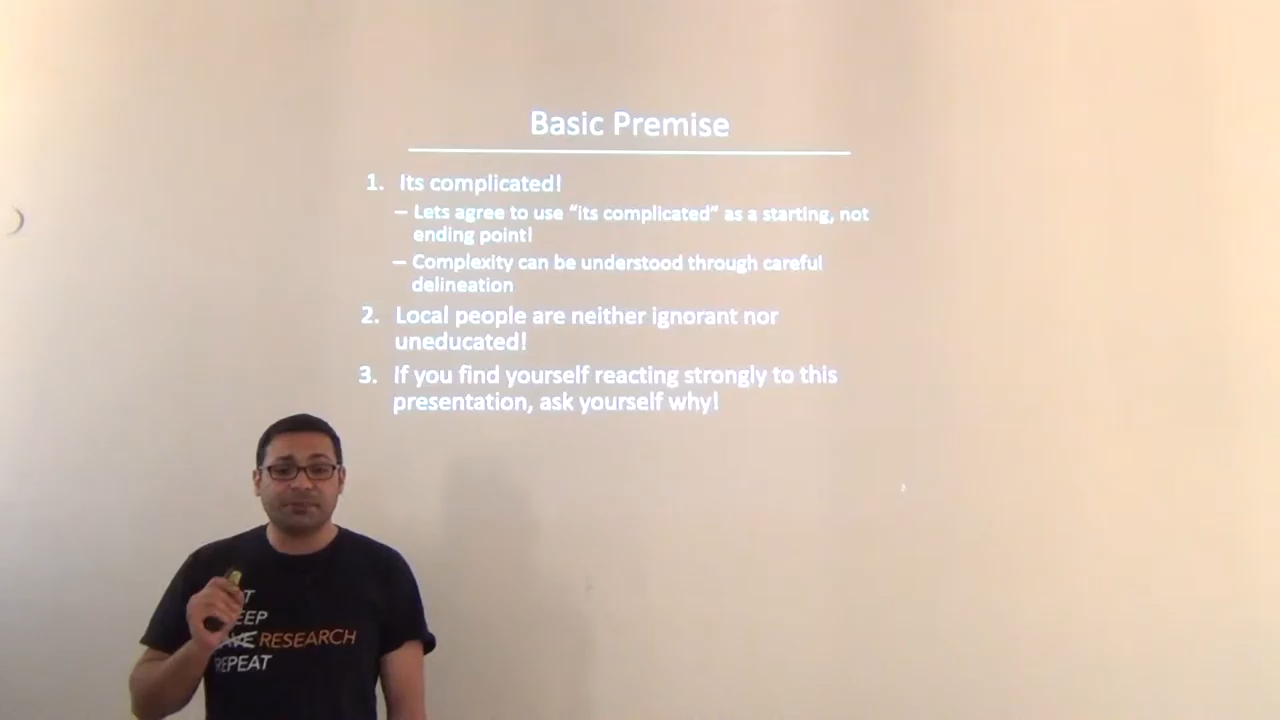 Basic Premise
1. Its complicated!
– Lets agree to use “its complicated” as a starting, not
ending point!
– Complexity can be understood through careful
delineation
2. Local people are neither ignorant nor
uneducated!
3. If you find yourself reacting strongly to this
presentation, ask yourself why!
RESEARCH
REPEAT